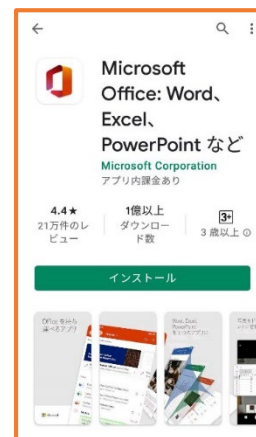 Microsoft
Office: Word、
Excel、
PowerPoint など
Microsoft Corporation
アプリ内課金あり
4.4★
21万件のレ
ビュー
1億以上
ダウンロー
ド数
3+
3 歳以上
インストール